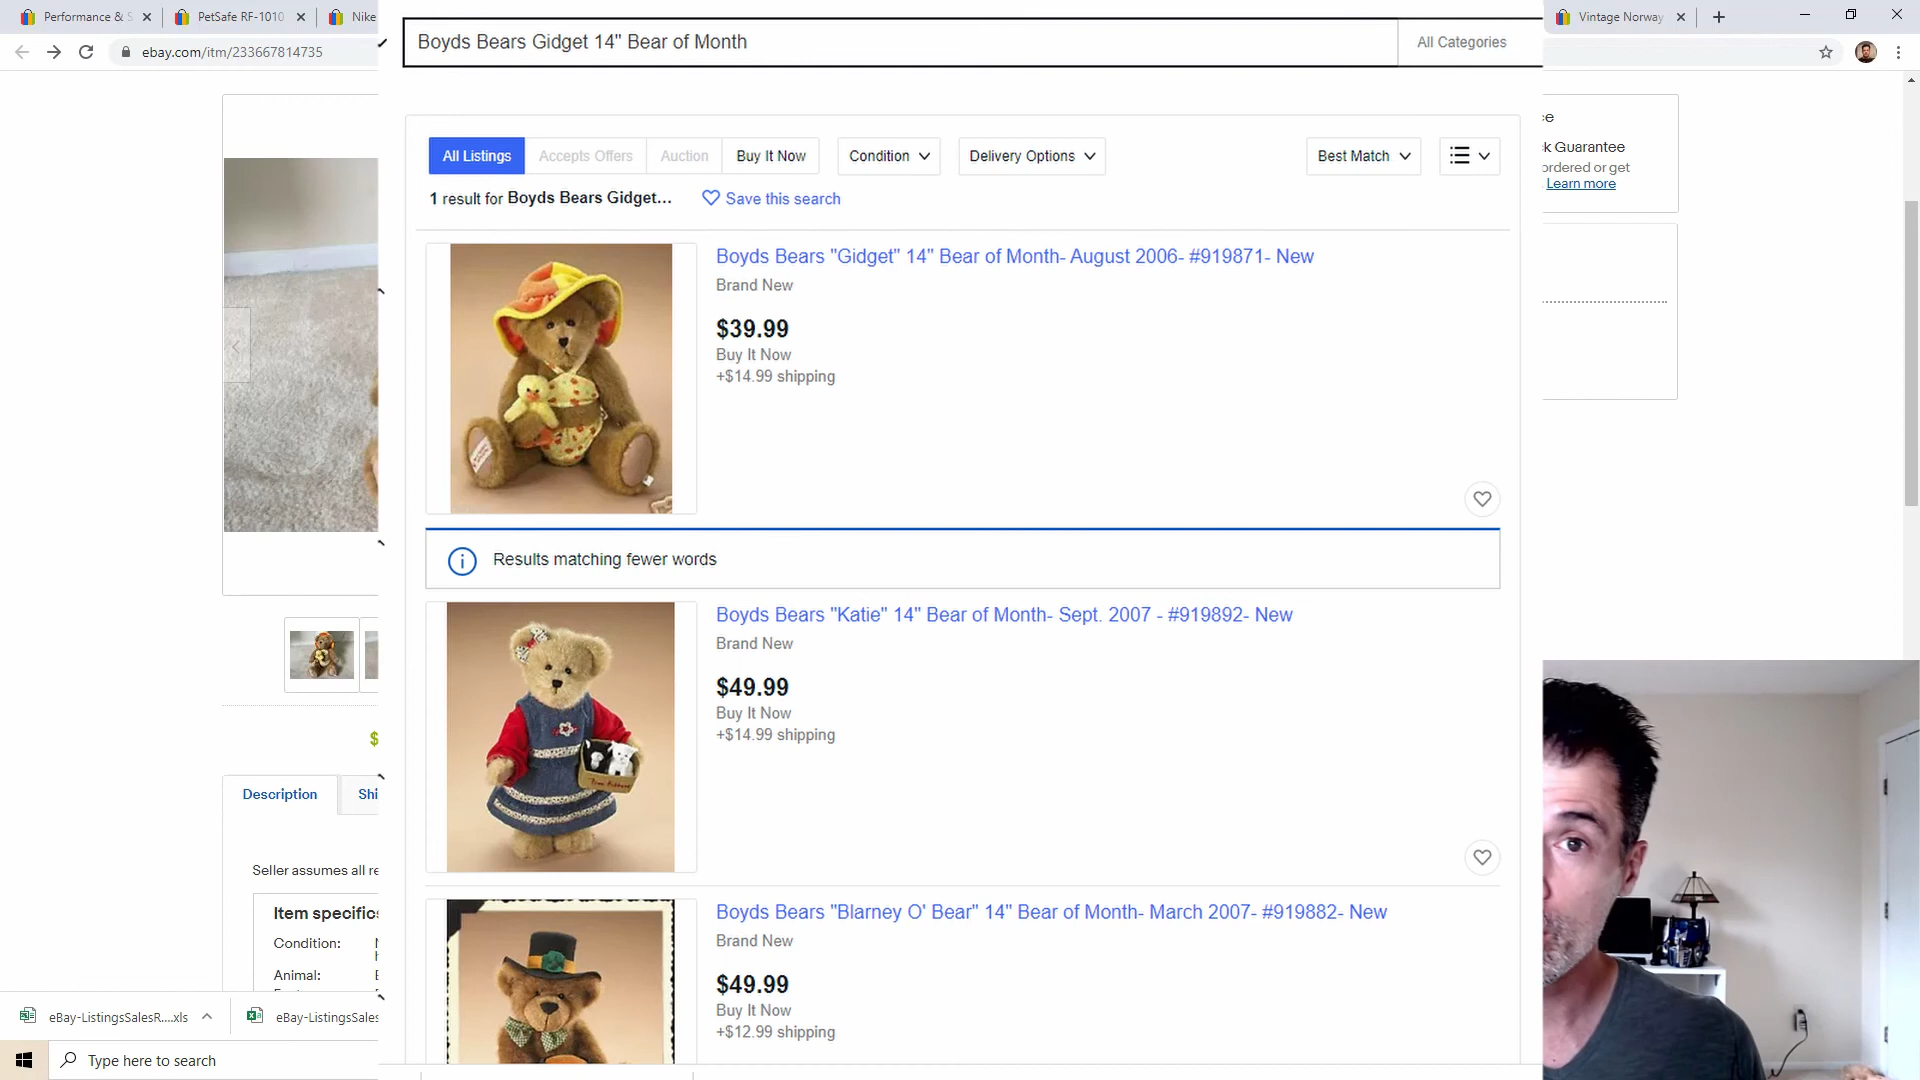 Performance & S
PetSafe RF-1010
Nike
Vintage Norway
ebay.com/itm/233667814735
Boyds Bears Gidget 14" Bear of Month
All Categories
All Listings
Accepts Offers
Auction
Buy It Now
Condition
Delivery Options
Best Match
1 result for Boyds Bears Gidget...
Save this search
ce
k Guarantee
ordered or get
Learn more
Boyds Bears "Gidget" 14" Bear of Month- August 2006- #919871- New
Brand New
$39.99
Buy It Now
+$14.99 shipping
Results matching fewer words
Boyds Bears "Katie" 14" Bear of Month- Sept. 2007 - #919892- New
Brand New
$49.99
Buy It Now
+$14.99 shipping
$
Description
Shi
Seller assumes all re
Item specifics
Condition:
Animal:
Boyds Bears "Blarney O' Bear" 14" Bear of Month- March 2007- #919882- New
Brand New
$49.99
Buy It Now
+$12.99 shipping
eBay-ListingsSalesR....xls
eBay-ListingsSales
Type here to search